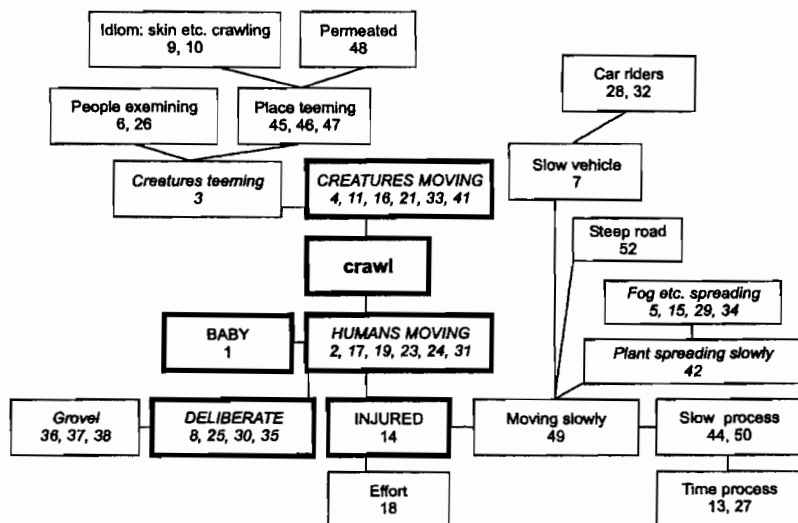 Idiom: skin etc. crawling
9, 10
Permeated
48
Car riders
28, 32
People examining
6, 26
Place teeming
45, 46, 47
Creatures teeming
3
CREATURES MOVING
4, 11, 16, 21, 33, 41
Slow vehicle
7
Steep road
52
crawl
Fog etc. spreading
5, 15, 29, 34
BABY
1
HUMANS MOVING
2, 17, 19, 23, 24, 31
Plant spreading slowly
42
Grovel
36, 37, 38
DELIBERATE
8, 25, 30, 35
INJURED
14
Moving slowly
49
Slow process
44, 50
Effort
18
Time process
13, 27